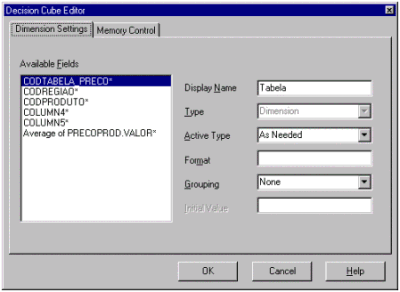 Decision Cube Editor
Dimension Settings
Memory Control
Available Fields
CODTABELA_PRECO*
CODREGIAO*
CODPRODUTO*
COLUMN4*
COLUMN5*
Average of PRECOPROD.VALOR*
Display Name
Tabela
Type
Dimension
Active Type
As Needed
Format
Grouping
None
Initial Value
OK
Cancel
Help